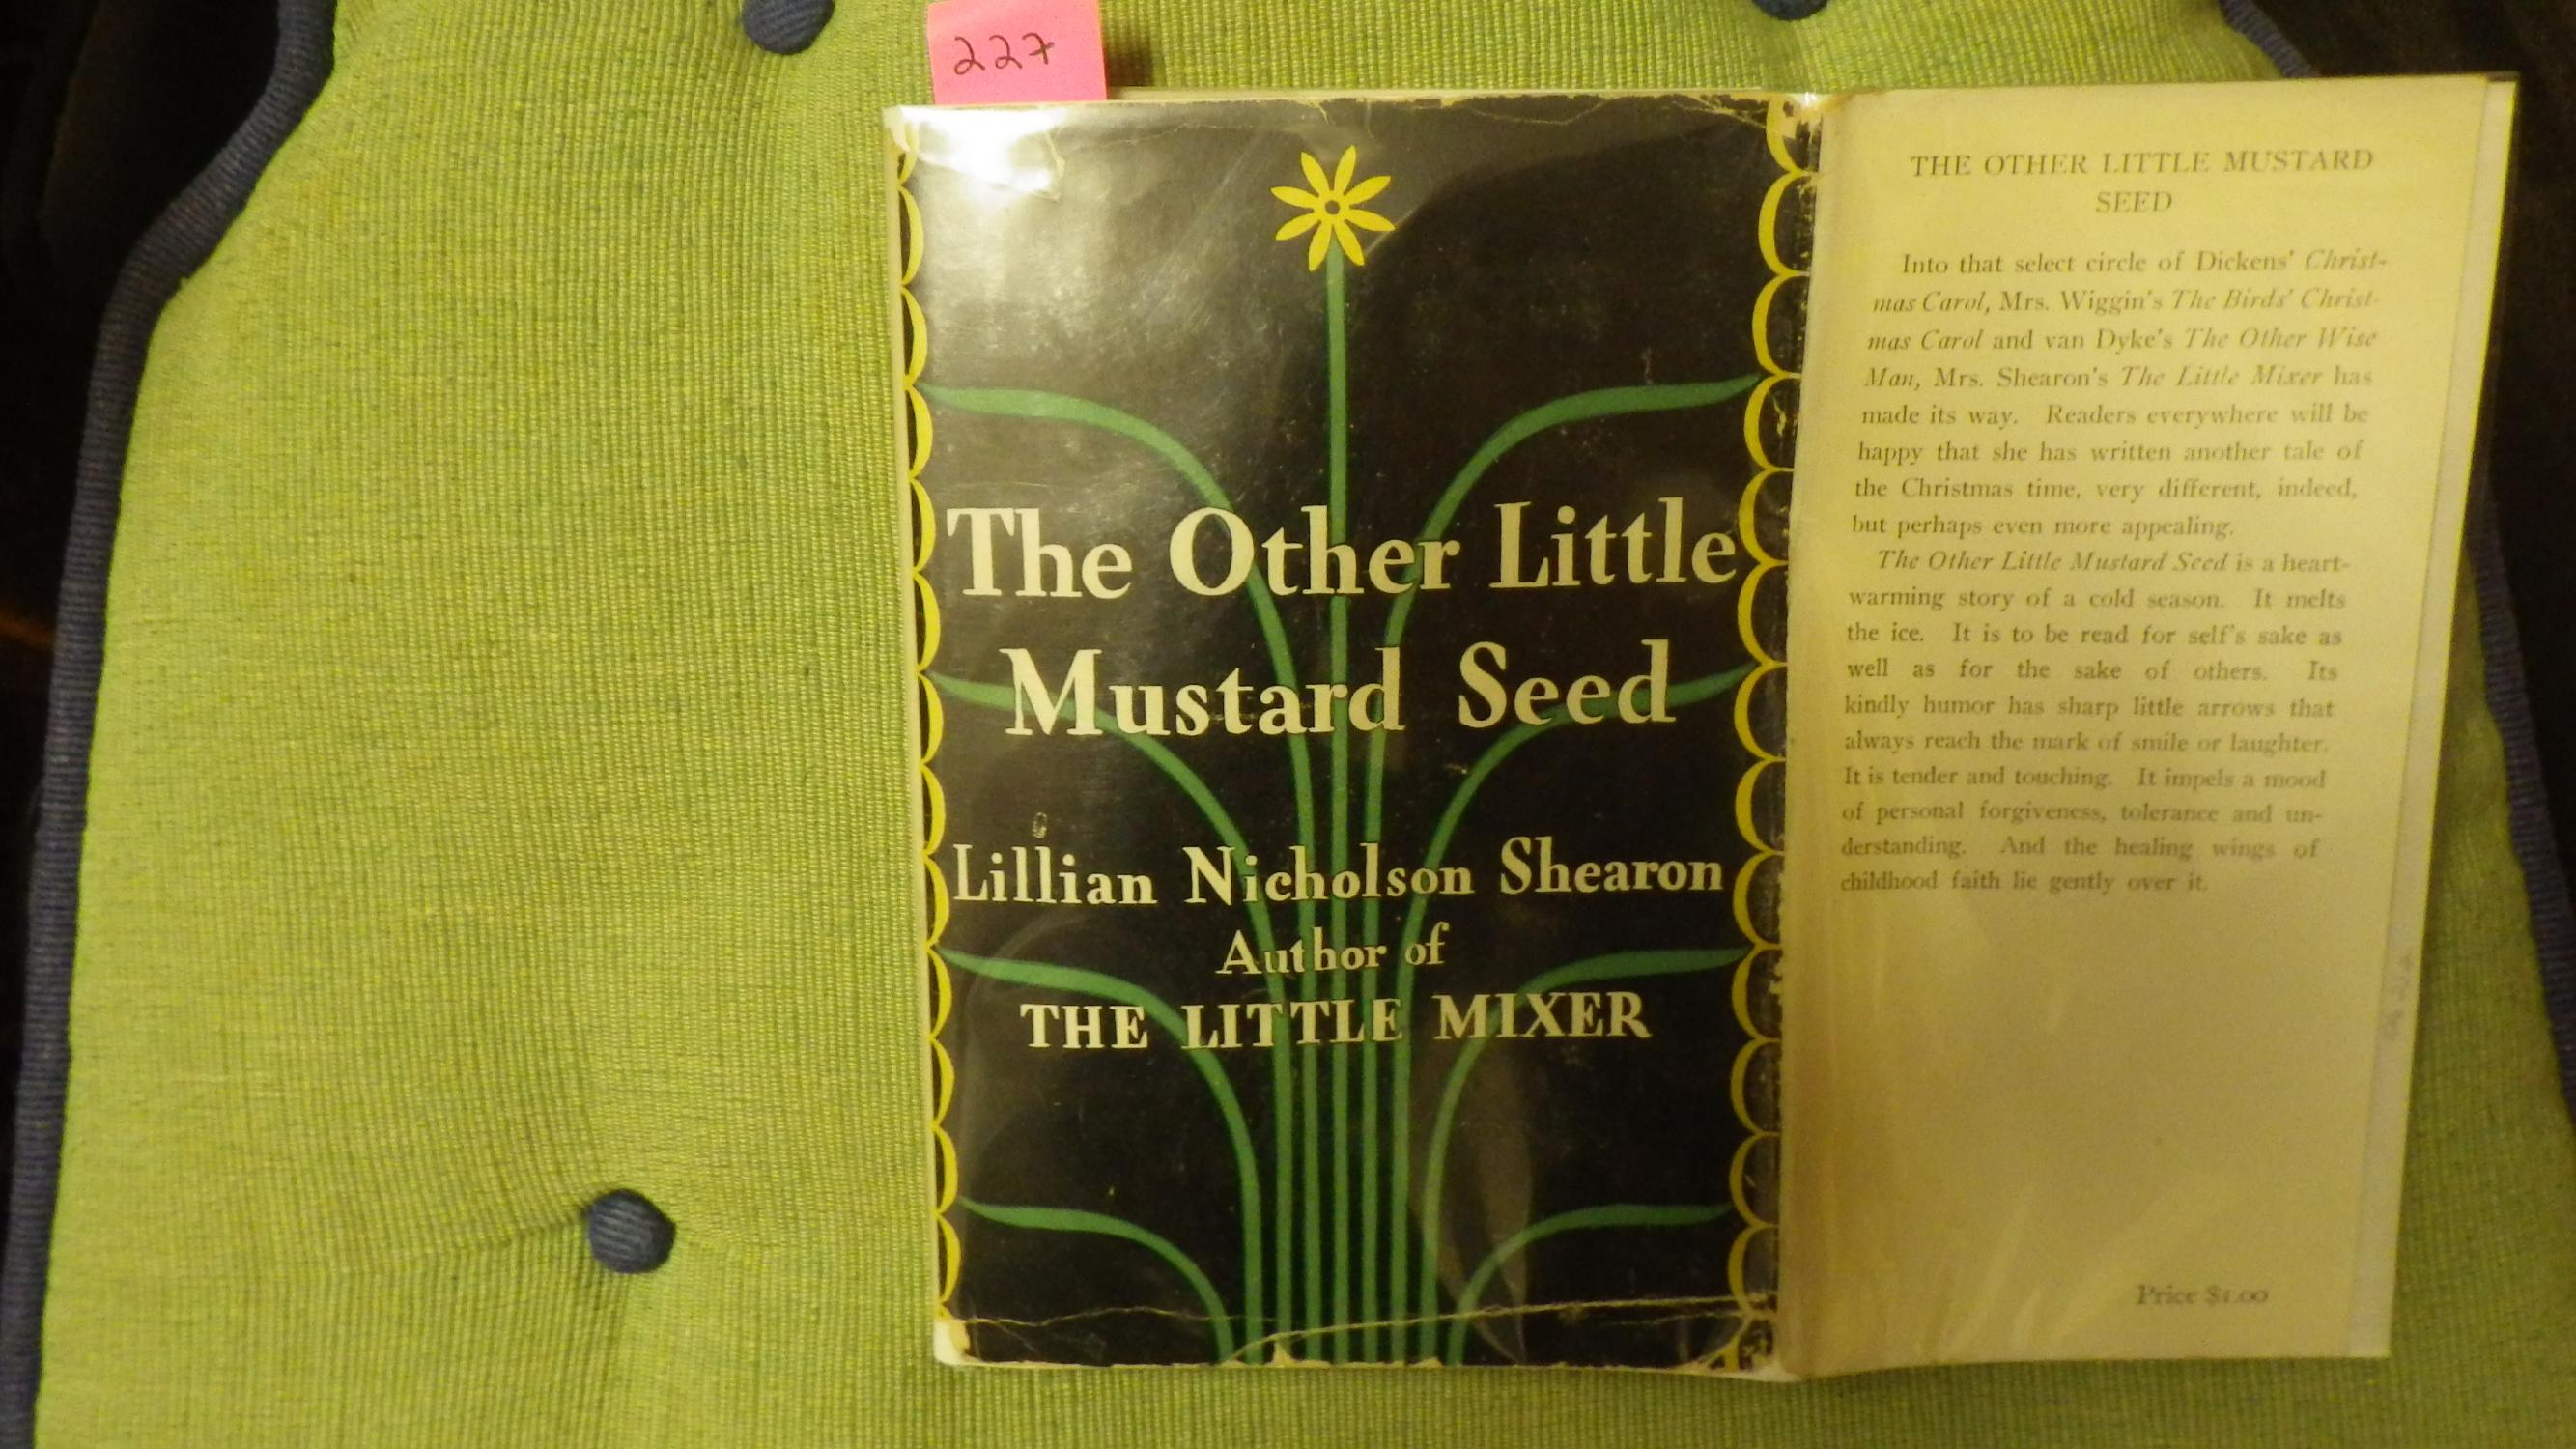 227
The Other Little
Mustard Seed
Lillian Nicholson Shearon
Author of
THE LITTLE MIXER
THE OTHER LITTLE MUSTARD
SEED
Into that select circle of Dickens' Christ-
mas Carol, Mrs. Wiggin's The Birds' Christ-
mas Carol and van Dyke's The Other Wise
Man, Mrs. Shearon's The Little Mixer has
made its way. Readers everywhere will be
happy that she has written another tale of
the Christmas time, very different, indeed,
but perhaps even more appealing.
The Other Little Mustard Seed is a heart-
warming story of a cold season. It melts
the ice. It is to be read for self's sake as
well as for the sake of others. Its
kindly humor has sharp little arrows that
always reach the mark of smile or laughter.
It is tender and touching. It impels a mood
of personal forgiveness, tolerance and un-
derstanding. And the healing wings of
childhood faith lie gently over it.
Price $1.00